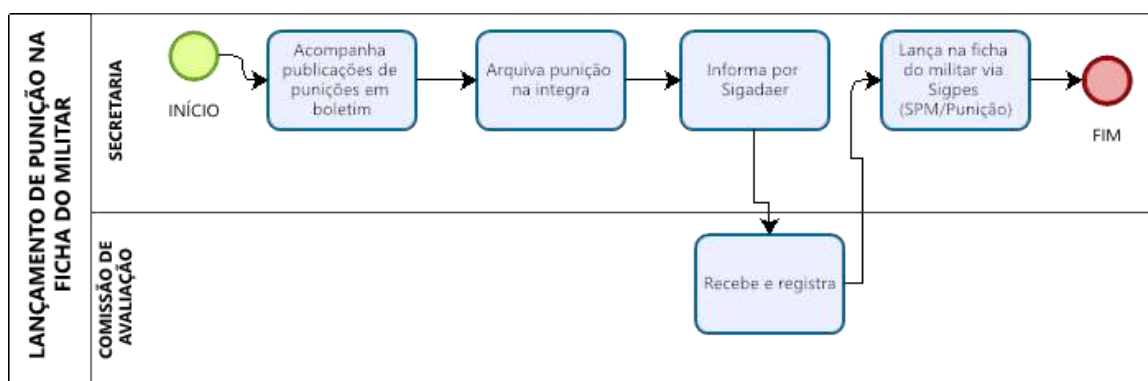 LANÇAMENTO DE PUNIÇÃO NA
FICHA DO MILITAR
SECRETARIA
INÍCIO
Acompanha
publicações de
punições em
boletim
Arquiva punição
na integra
Informa por
Sigadaer
Lança na ficha
do militar via
Sigpes
(SPM/Punição)
FIM
COMISSÃO DE
AVALIAÇÃO
Recebe e registra